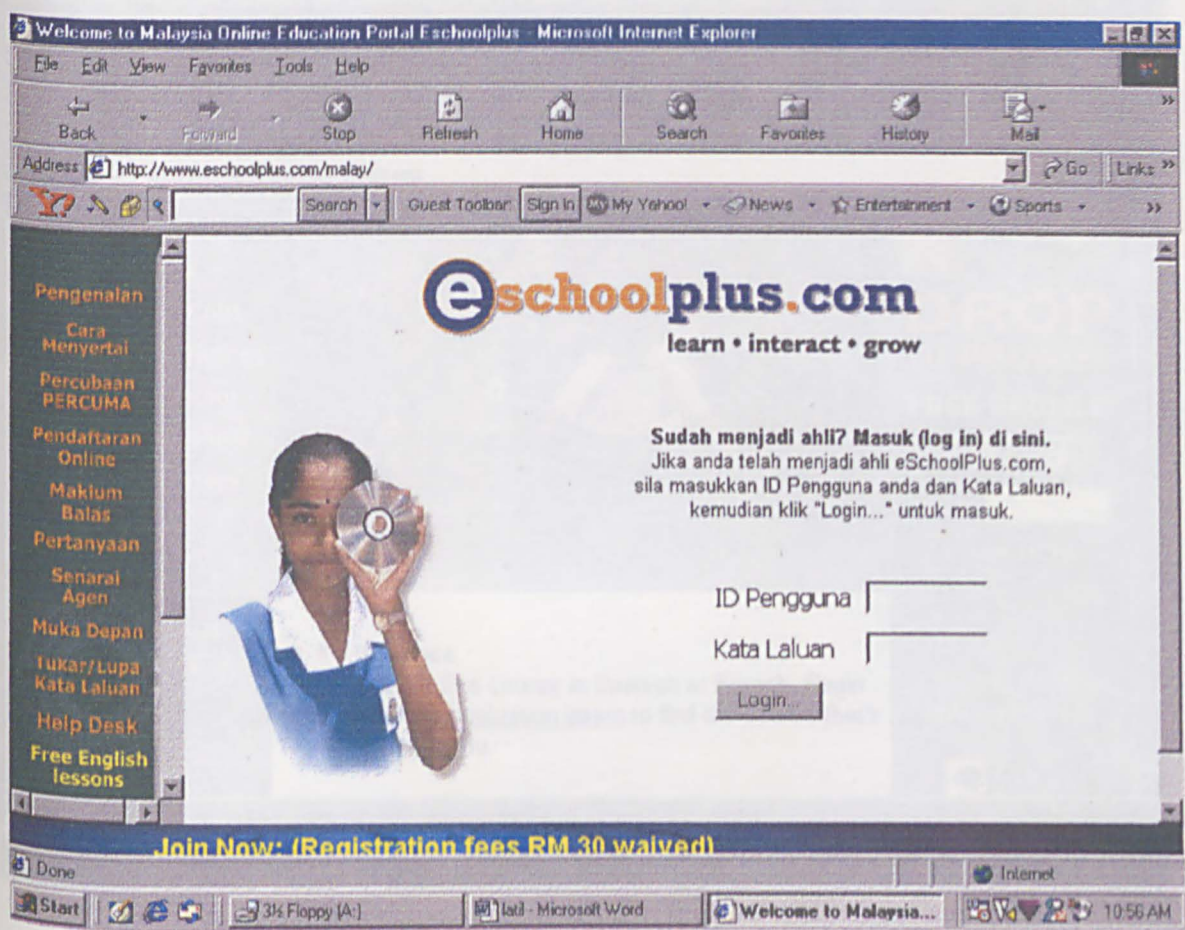 Welcome to Malaysia Online Education Portal Eschoolplus - Microsoft Internet Explorer
File Edit View Favorites Tools Help
Back Forward Stop Refresh Home Search Favorites History Mail
Address http://www.eschoolplus.com/malay/ Go Links
Y! Search Guest Toolbar: Sign In My Yahoo! News Entertainment Sports
Pengenalan
Cara
Menyertai
Percubaan
PERCUMA
Pendaftaran
Online
Maklum
Balas
Pertanyaan
Senarai
Agen
Muka Depan
Tukar/Lupa
Kata Laluan
Help Desk
Free English
lessons
eschoolplus.com
learn • interact • grow
Sudah menjadi ahli? Masuk (log in) di sini.
Jika anda telah menjadi ahli eSchoolPlus.com,
sila masukkan ID Pengguna anda dan Kata Laluan,
kemudian klik "Login..." untuk masuk.
ID Pengguna
Kata Laluan
Login...
Join Now: (Registration fees RM 30 waived)
Done Internet
Start 3½ Floppy (A:) latil - Microsoft Word Welcome to Malaysia... 10:56 AM